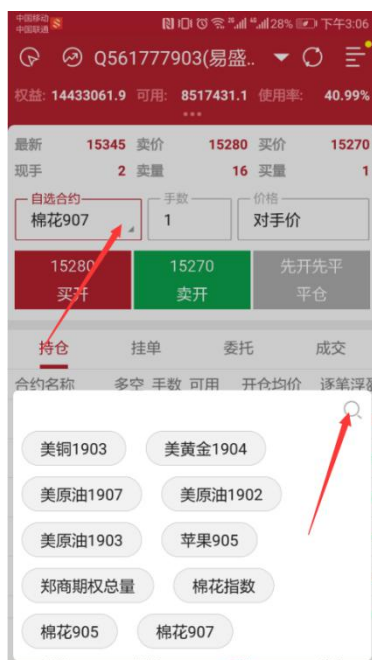 中国移动
中国联通
28% 下午3:06
Q561777903(易盛..
权益: 14433061.9 可用: 8517431.1 使用率: 40.99%
最新 15345 卖价 15280 买价 15270
现手 2 卖量 16 买量 1
自选合约 手数 价格
棉花907 1 对手价
15280 15270 先开先平
买开 卖开 平仓
持仓 挂单 委托 成交
合约名称 多空 手数 可用 开仓均价 逐笔浮
美铜1903 美黄金1904
美原油1907 美原油1902
美原油1903 苹果905
郑商期权总量 棉花指数
棉花905 棉花907